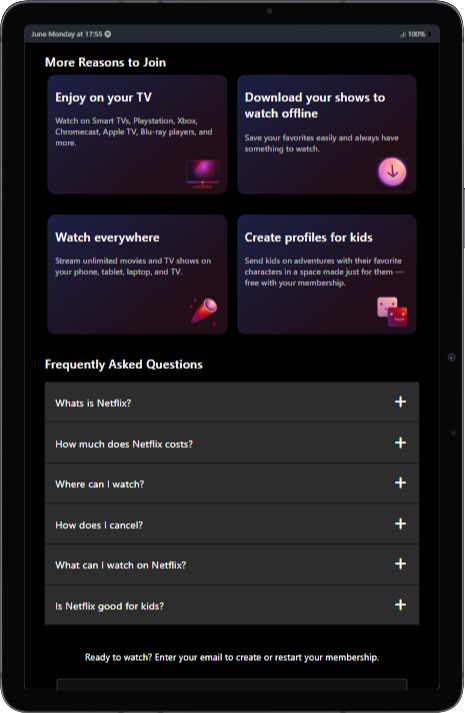 June Monday at 17:55
100%
More Reasons to Join
Enjoy on your TV
Watch on Smart TVs, Playstation, Xbox,
Chromecast, Apple TV, Blu-ray players, and
more.
Download your shows to
watch offline
Save your favorites easily and always have
something to watch.
Watch everywhere
Stream unlimited movies and TV shows on
your phone, tablet, laptop, and TV.
Create profiles for kids
Send kids on adventures with their favorite
characters in a space made just for them —
free with your membership.
Frequently Asked Questions
Whats is Netflix?
How much does Netflix costs?
Where can I watch?
How does I cancel?
What can I watch on Netflix?
Is Netflix good for kids?
Ready to watch? Enter your email to create or restart your membership.